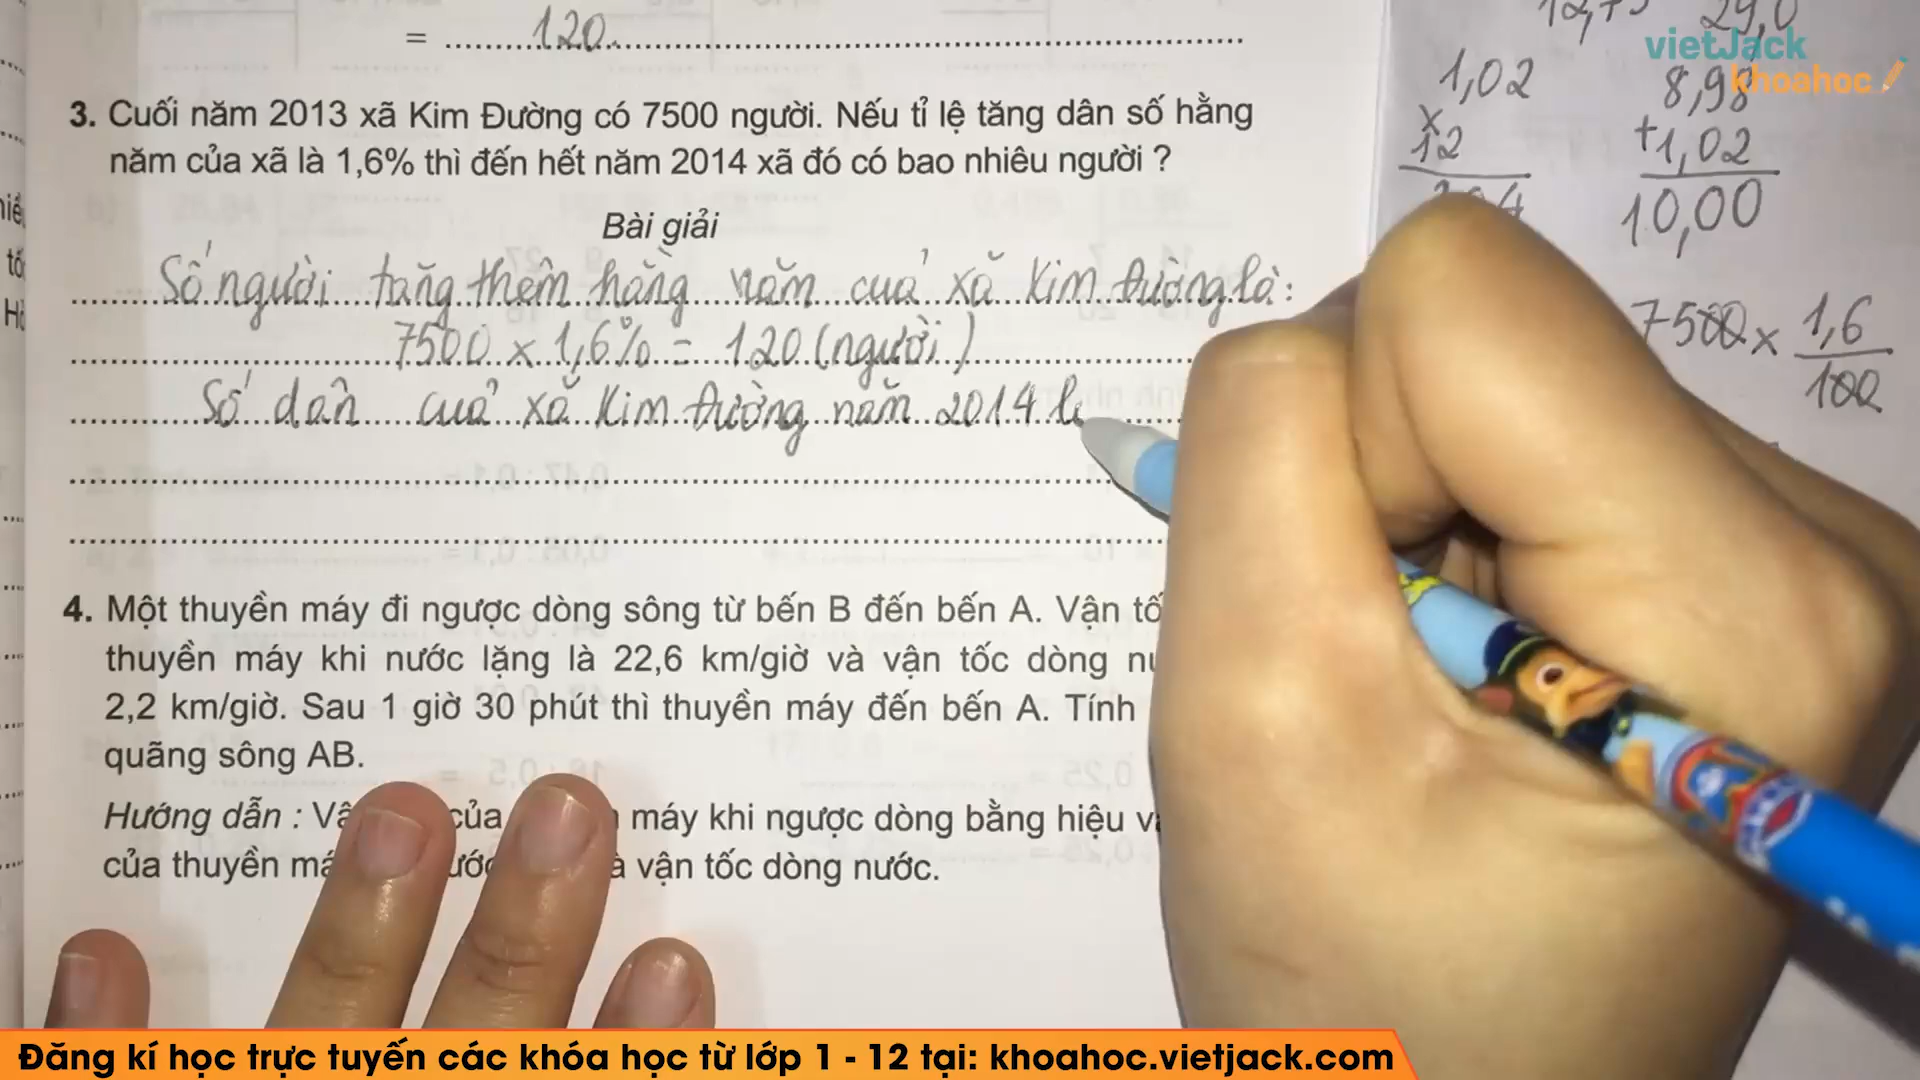 = 120
3. Cuối năm 2013 xã Kim Đường có 7500 người. Nếu tỉ lệ tăng dân số hằng
năm của xã là 1,6% thì đến hết năm 2014 xã đó có bao nhiêu người ?
Bài giải
Số người tăng thêm hằng năm của xã Kim Đường là:
7500 x 1,6% = 120 (người)
Số dân của xã Kim Đường năm 2014
4. Một thuyền máy đi ngược dòng sông từ bến B đến bến A. Vận
thuyền máy khi nước lặng là 22,6 km/giờ và vận tốc dòng
2,2 km/giờ. Sau 1 giờ 30 phút thì thuyền máy đến bến A. Tính
quãng sông AB.
Hướng dẫn : của máy khi ngược dòng bằng hiệu
của thuyền vận tốc dòng nước.
vietJack
khoahoc
1,02
x
12
8,98
+
1,02
10,00
7500 x 1,6
100
Đăng kí học trực tuyến các khóa học từ lớp 1 - 12 tại: khoahoc.vietjack.com